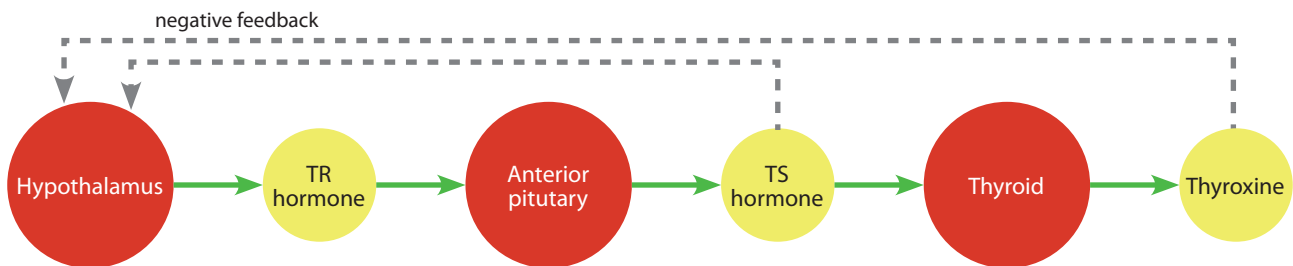 negative feedback
Hypothalamus
TR
hormone
Anterior
pitutary
TS
hormone
Thyroid
Thyroxine